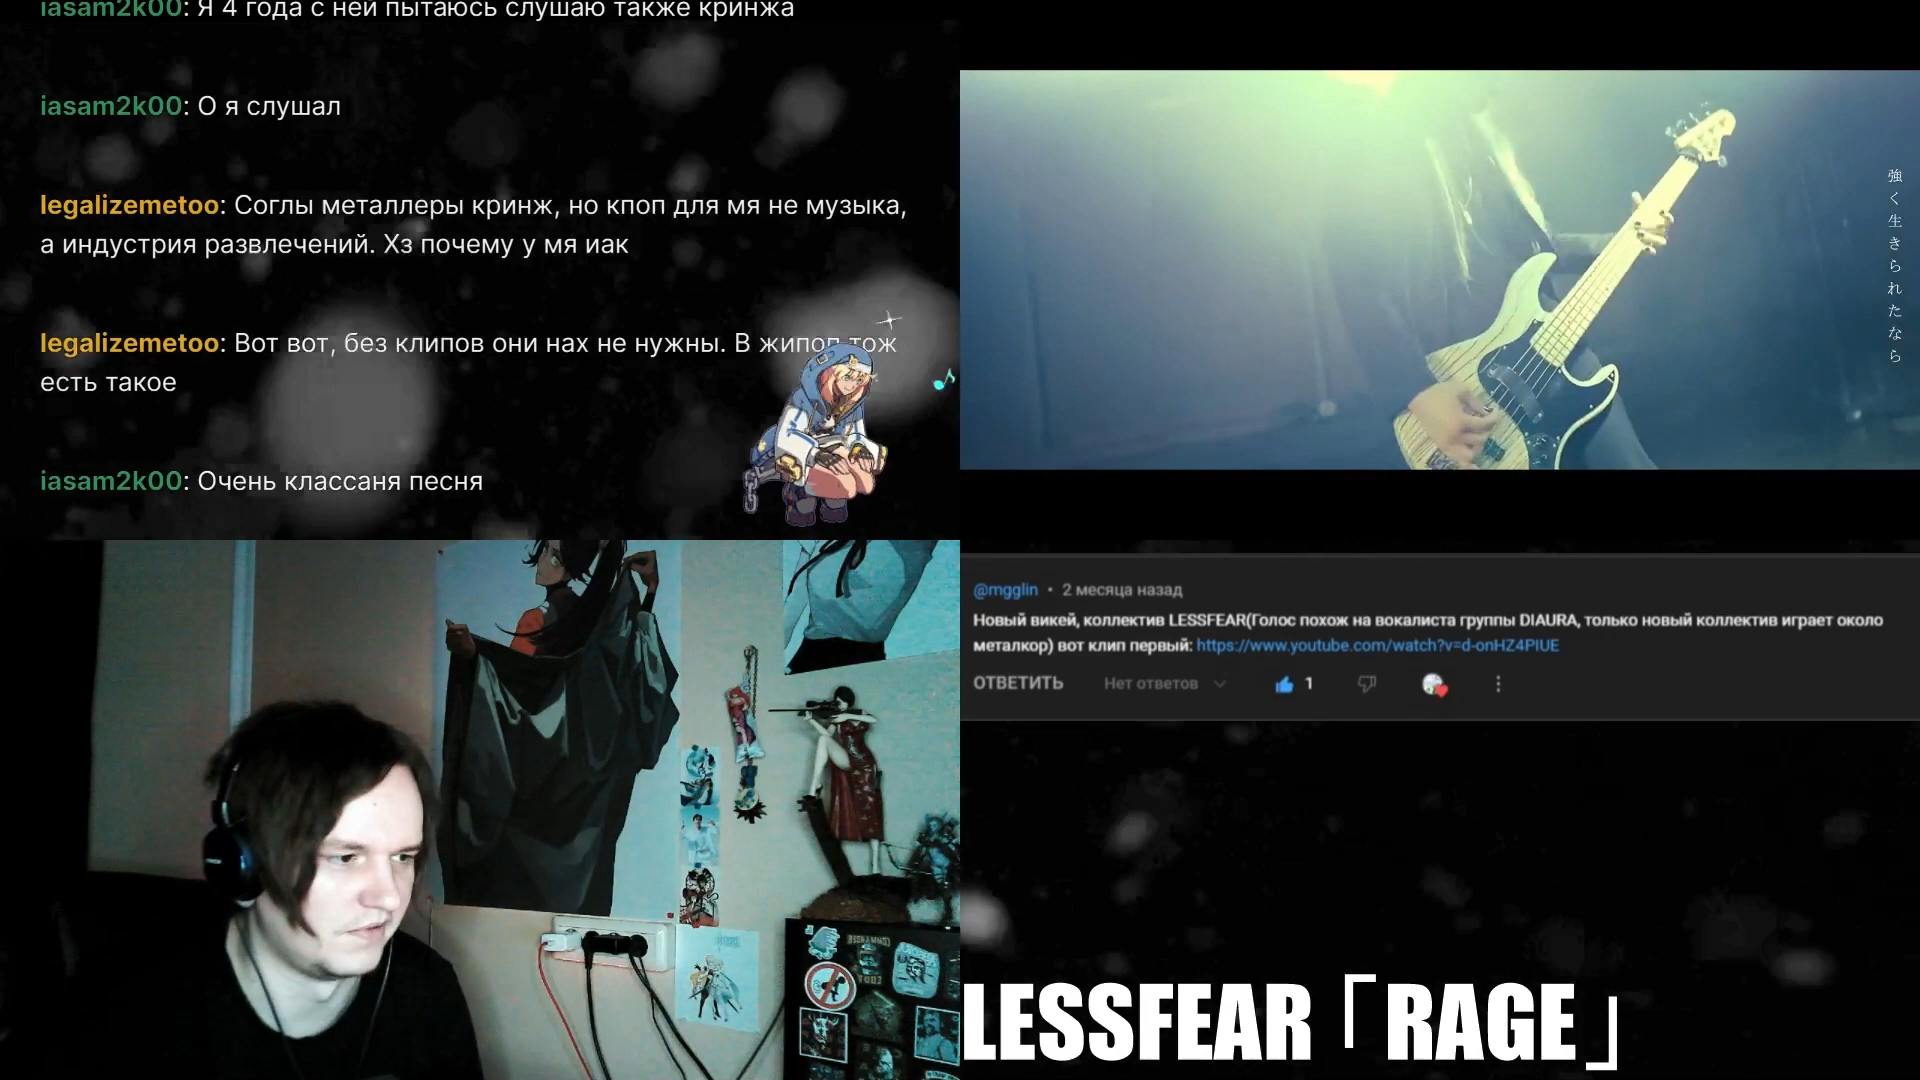 iasam2k00: Я 4 года с ней пытаюсь слушаю также кринжа
iasam2k00: О я слушал
legalizemetoo: Соглы металлеры кринж, но кпоп для мя не музыка,
а индустрия развлечений. Хз почему у мя иак
legalizemetoo: Вот вот, без клипов они нах не нужны. В жипоп тож
есть такое
iasam2k00: Очень классаня песня
強く生きられたなら
@mgglin • 2 месяца назад
Новый викей, коллектив LESSFEAR(Голос похож на вокалиста группы DIAURA, только новый коллектив играет около
металкор) вот клип первый: https://www.youtube.com/watch?v=d-onHZ4PIUE
ОТВЕТИТЬ Нет ответов 1
LESSFEAR「RAGE」